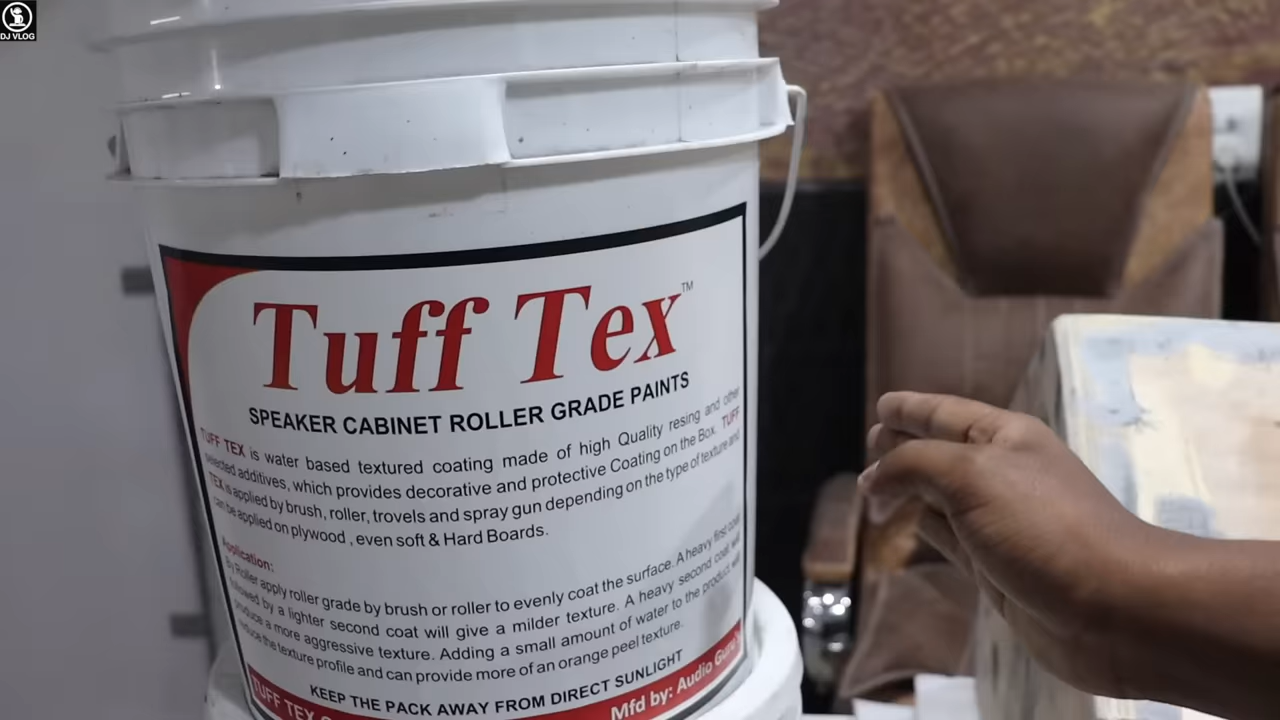 DJ VLOG
Tuff Tex™
SPEAKER CABINET ROLLER GRADE PAINTS
TUFF TEX is water based textured coating made of high Quality resing and other
selected additives, which provides decorative and protective Coating on the Box. TUFF
TEX is applied by brush, roller, trovels and spray gun depending on the type of texture and
can be applied on plywood , even soft & Hard Boards.
Application:
By Roller apply roller grade by brush or roller to evenly coat the surface. A heavy first coat
followed by a lighter second coat will give a milder texture. A heavy second coat will
produce a more aggressive texture. Adding a small amount of water to the product will
reduce the texture profile and can provide more of an orange peel texture.
KEEP THE PACK AWAY FROM DIRECT SUNLIGHT
TUFF TEX
Mfd by: Audio Guru's